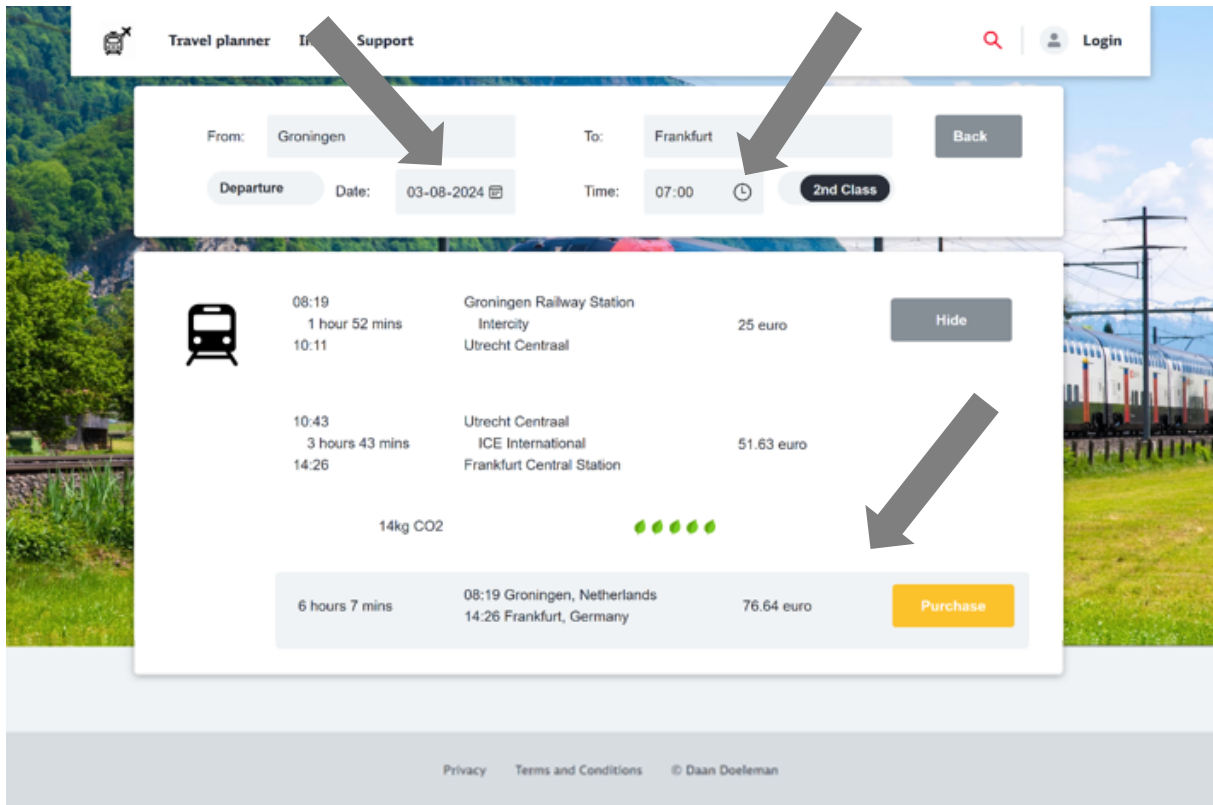 Travel planner
Support
Login
From:
Groningen
To:
Frankfurt
Back
Departure
Date:
03-08-2024
Time:
07:00
2nd Class
08:19
Groningen Railway Station
1 hour 52 mins
Intercity
25 euro
Hide
10:11
Utrecht Centraal
10:43
Utrecht Centraal
3 hours 43 mins
ICE International
51.63 euro
14:26
Frankfurt Central Station
14kg CO2
6 hours 7 mins
08:19 Groningen, Netherlands
14:26 Frankfurt, Germany
76.64 euro
Purchase
Privacy
Terms and Conditions
© Daan Doeleman